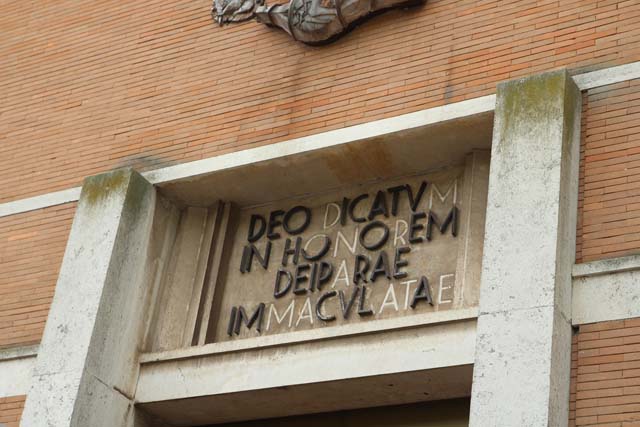 DEO DICATVM
IN HONOREM
DEIPARAE
IMMACVLATAE